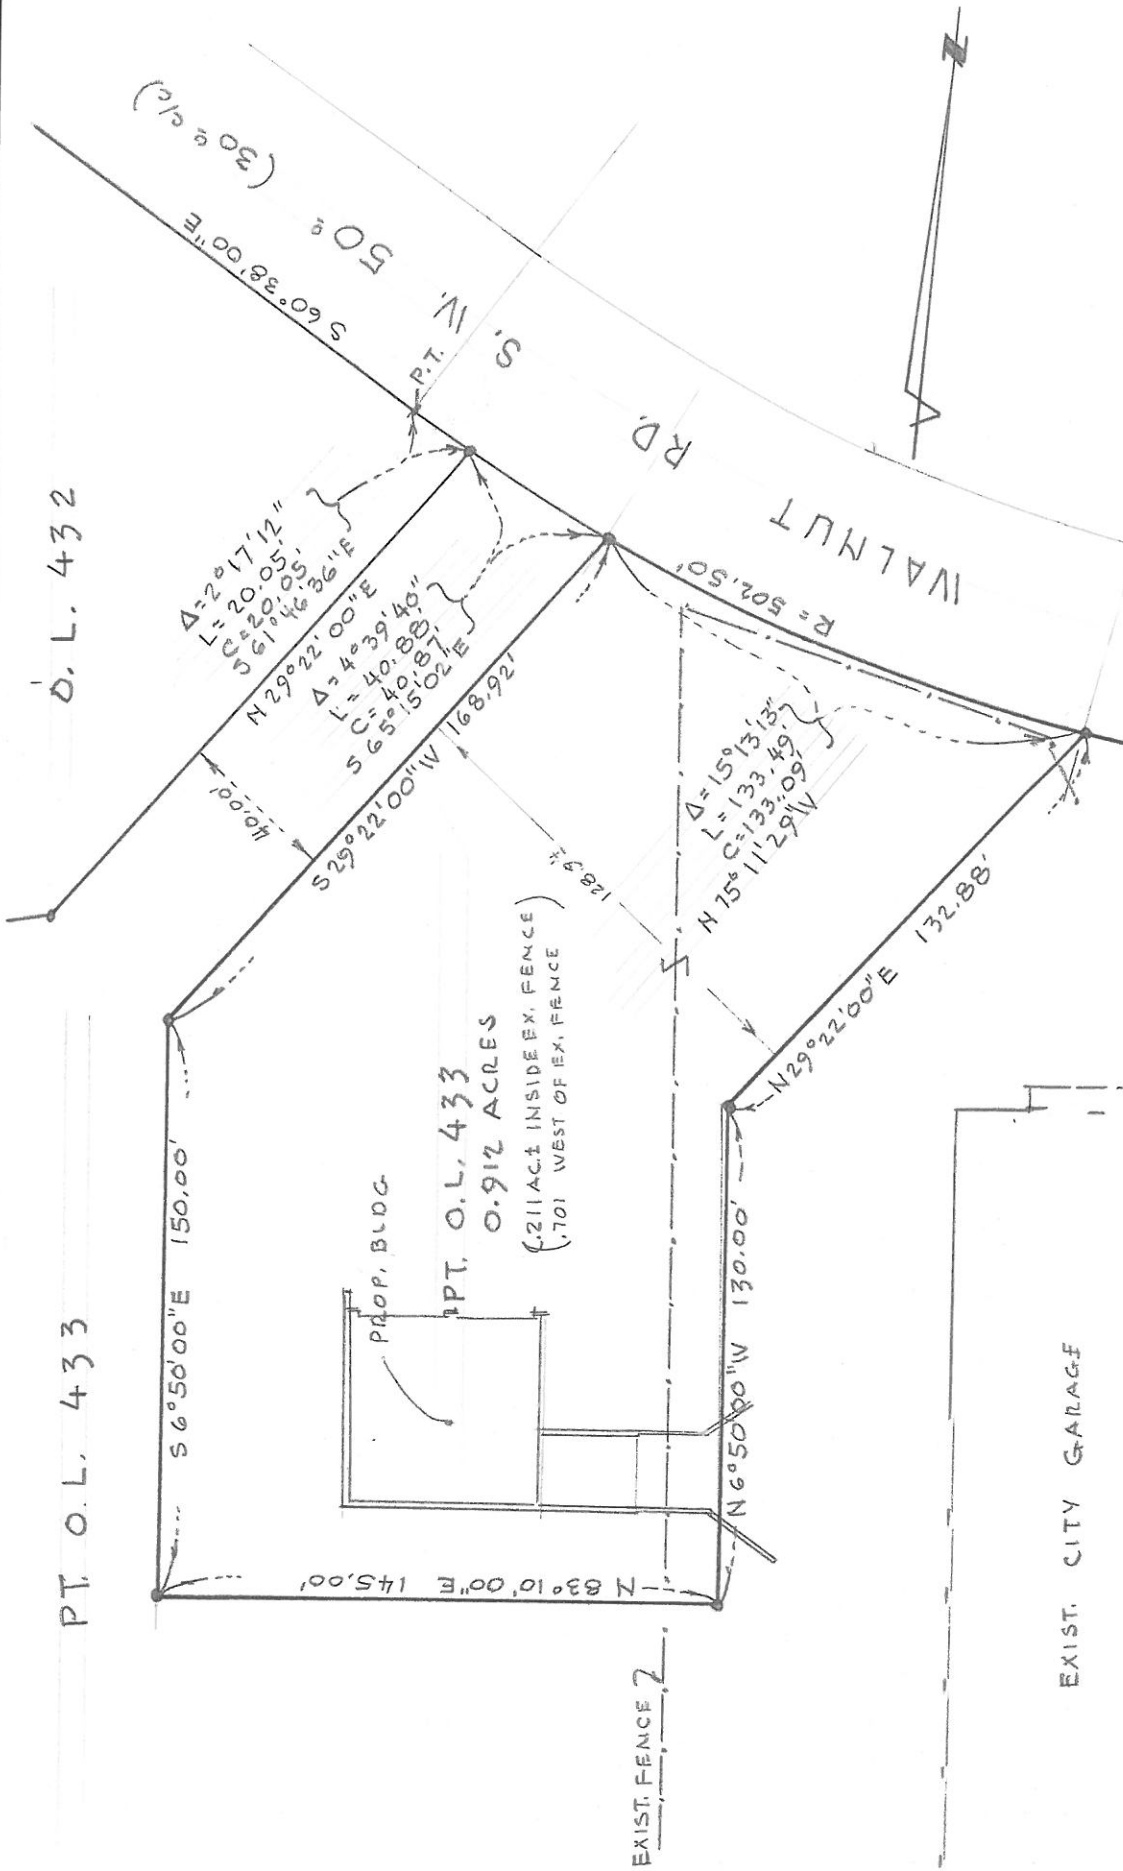 O. L. 432
PT. O. L. 433
S 60°38'00"E
P.T.
S. W. 50' (30' c/c)
WALNUT RD.
R= 502.50'
Δ=2°17'12"
L=20.05'
C=20.05'
S 61°46'36"E
N 29°22'00"E
40.00'
Δ=4°39'40"
L=40.88'
C=40.87'
S 65°15'02"E
S 29°22'00"W 168.92'
128.9±
Δ=15°13'13"
L=133.49'
C=133.09'
N 75°11'29"W
N 29°22'00"E 132.88'
S 6°50'00"E 150.00'
PROP. BLDG
PT. O. L. 433
0.912 ACRES
(.211 AC.± INSIDE EX. FENCE)
(.701 WEST OF EX. FENCE)
N 6°50'00"W 130.00'
N 83°10'00"E 145.00'
EXIST. FENCE
EXIST. CITY GARAGE
N